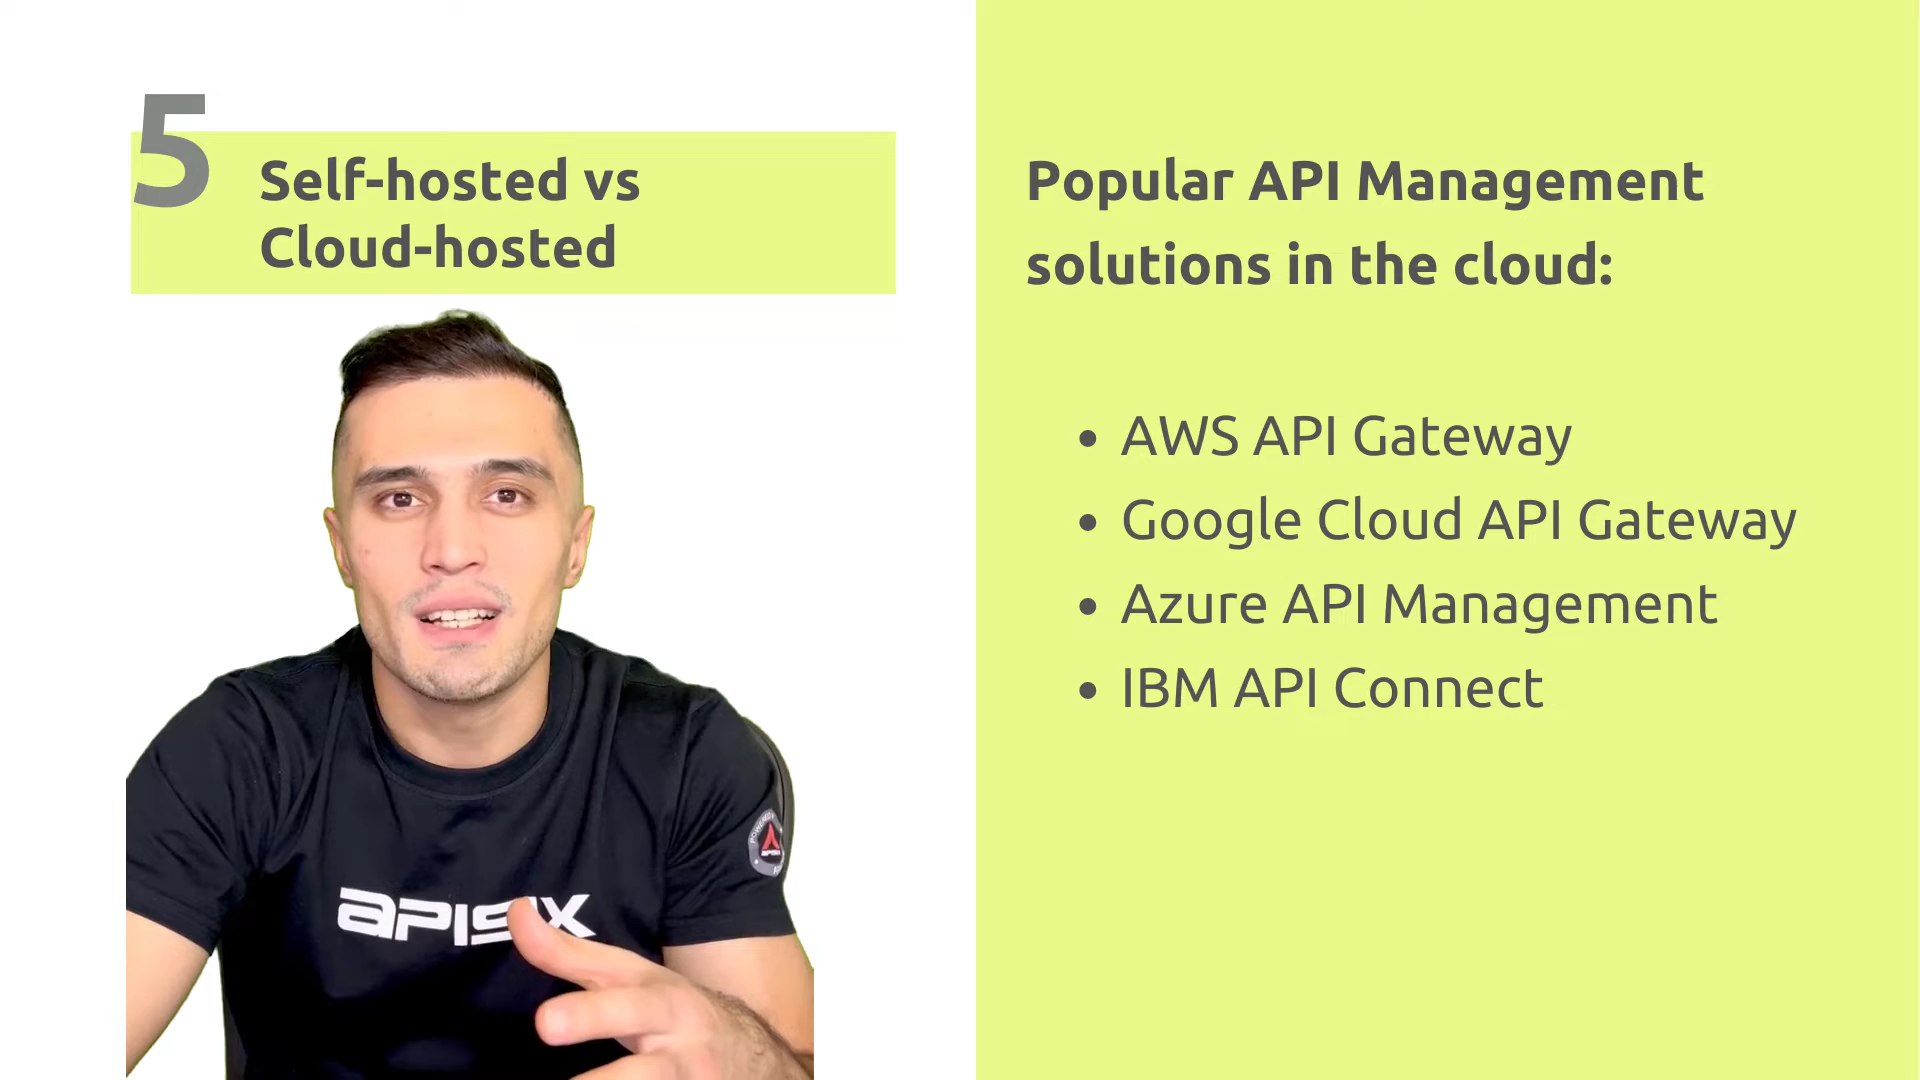 5
Self-hosted vs
Cloud-hosted
Popular API Management
solutions in the cloud:
• AWS API Gateway
• Google Cloud API Gateway
• Azure API Management
• IBM API Connect
APISIX